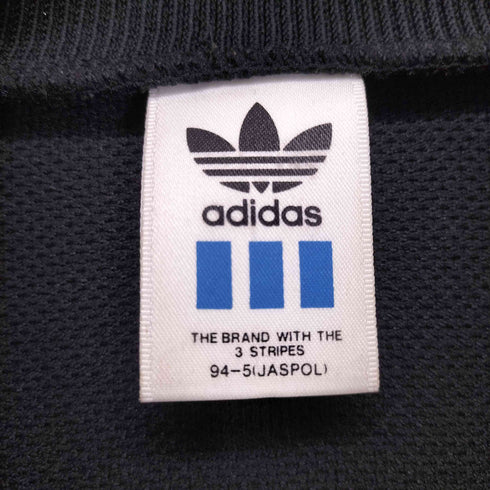 adidas
THE BRAND WITH THE
3 STRIPES
94-5(JASPOL)